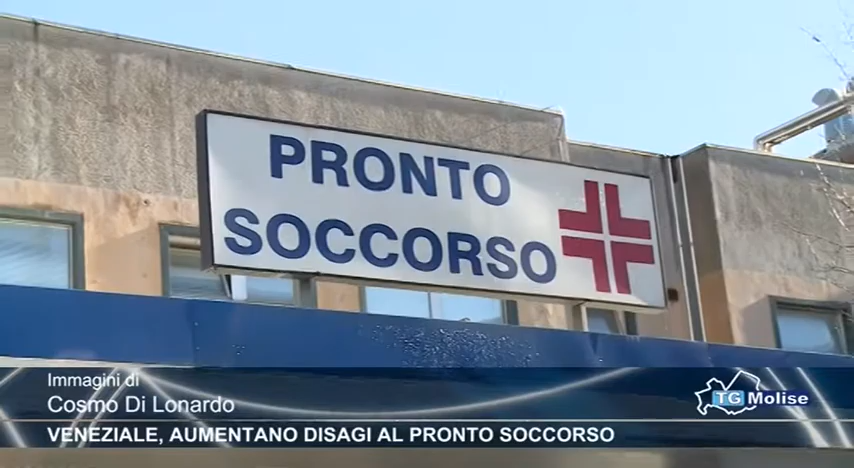 PRONTO
SOCCORSO
Immagini di
Cosmo Di Lonardo
TG Molise
VENEZIALE, AUMENTANO DISAGI AL PRONTO SOCCORSO